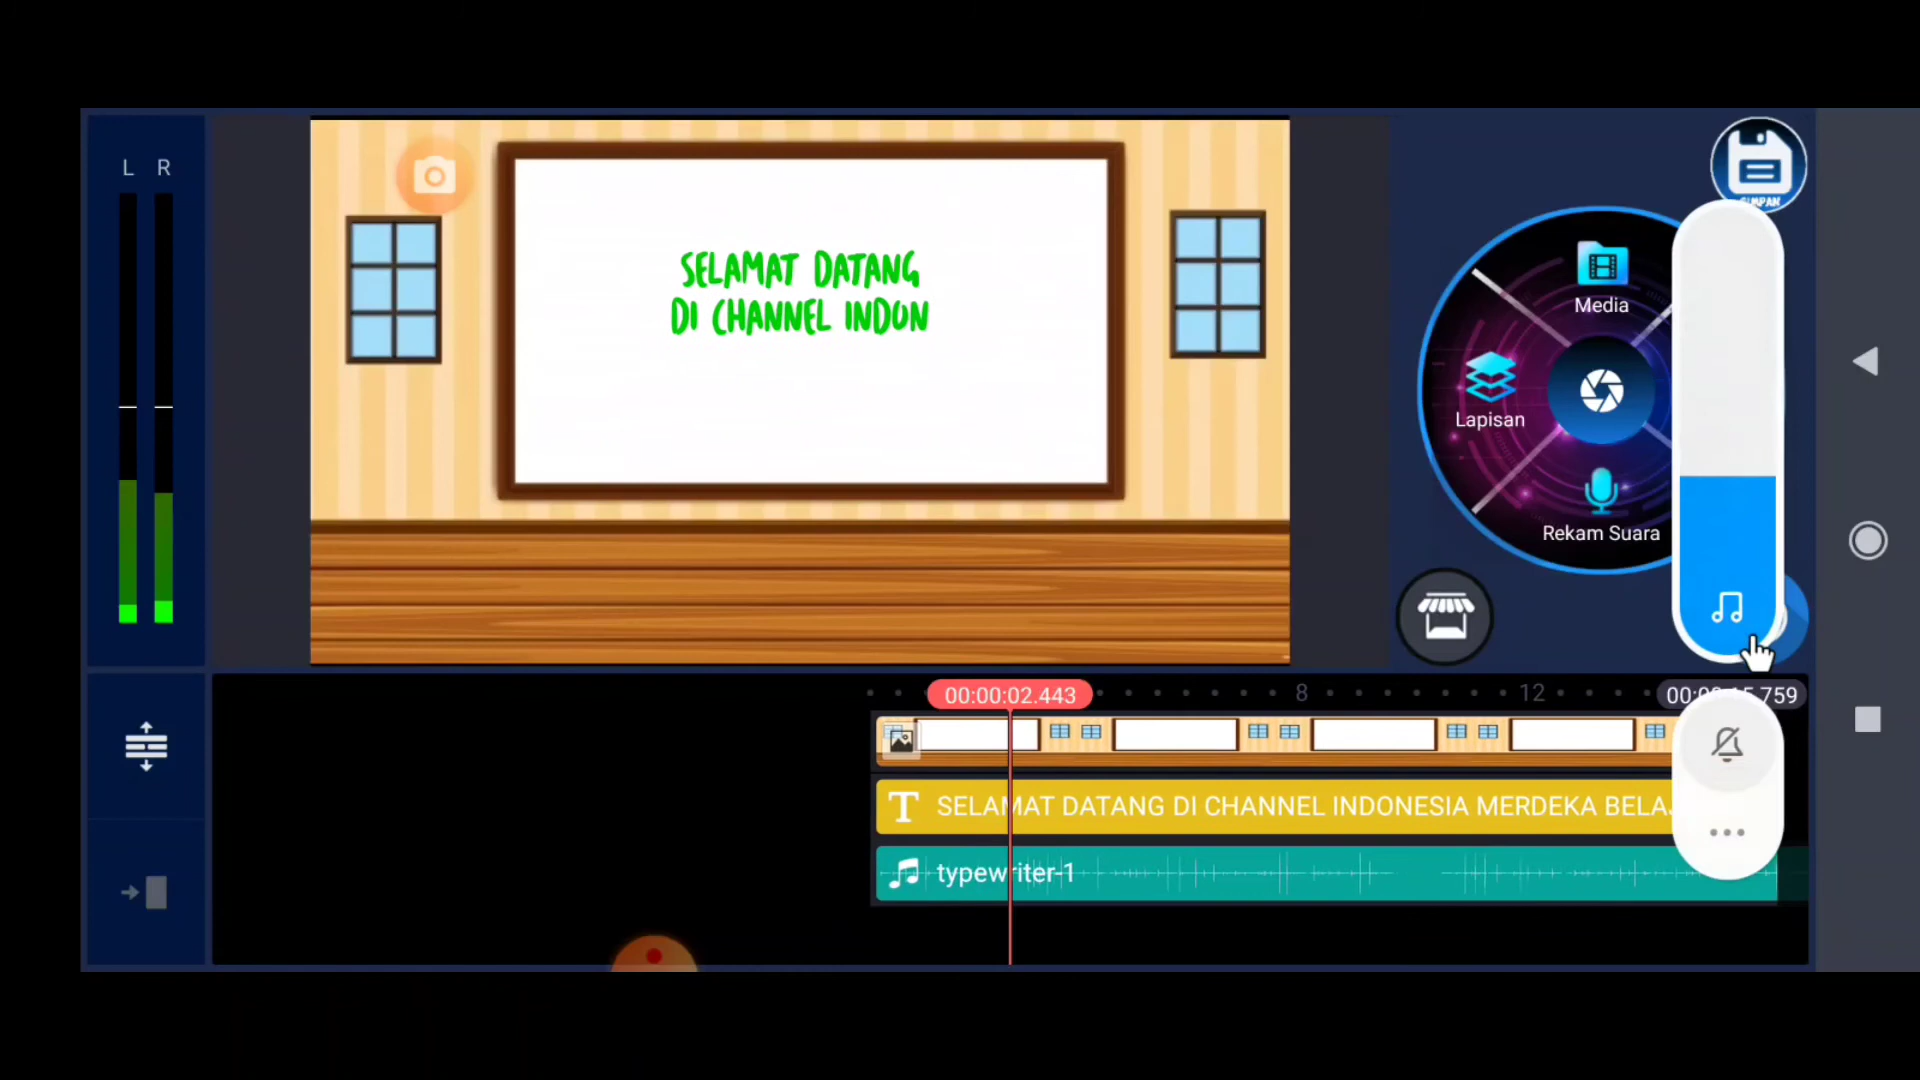 L R
SELAMAT DATANG
DI CHANNEL INDON
SIMPAN
Media
Lapisan
Rekam Suara
00:00:02.443
8
12
T SELAMAT DATANG DI CHANNEL INDONESIA MERDEKA
typewriter-1